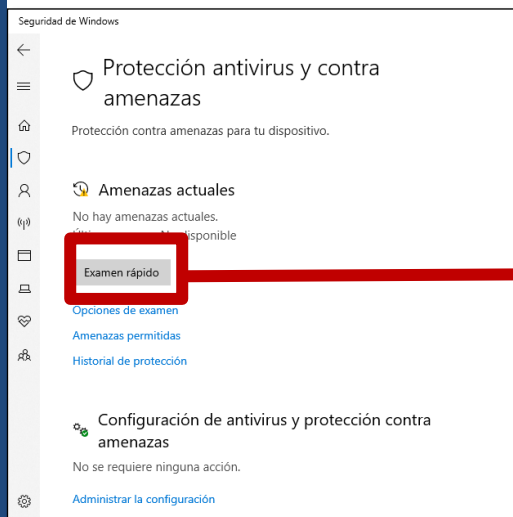 Seguridad de Windows
Protección antivirus y contra
amenazas
Protección contra amenazas para tu dispositivo.
Amenazas actuales
No hay amenazas actuales.
disponible
Examen rápido
Opciones de examen
Amenazas permitidas
Historial de protección
Configuración de antivirus y protección contra
amenazas
No se requiere ninguna acción.
Administrar la configuración